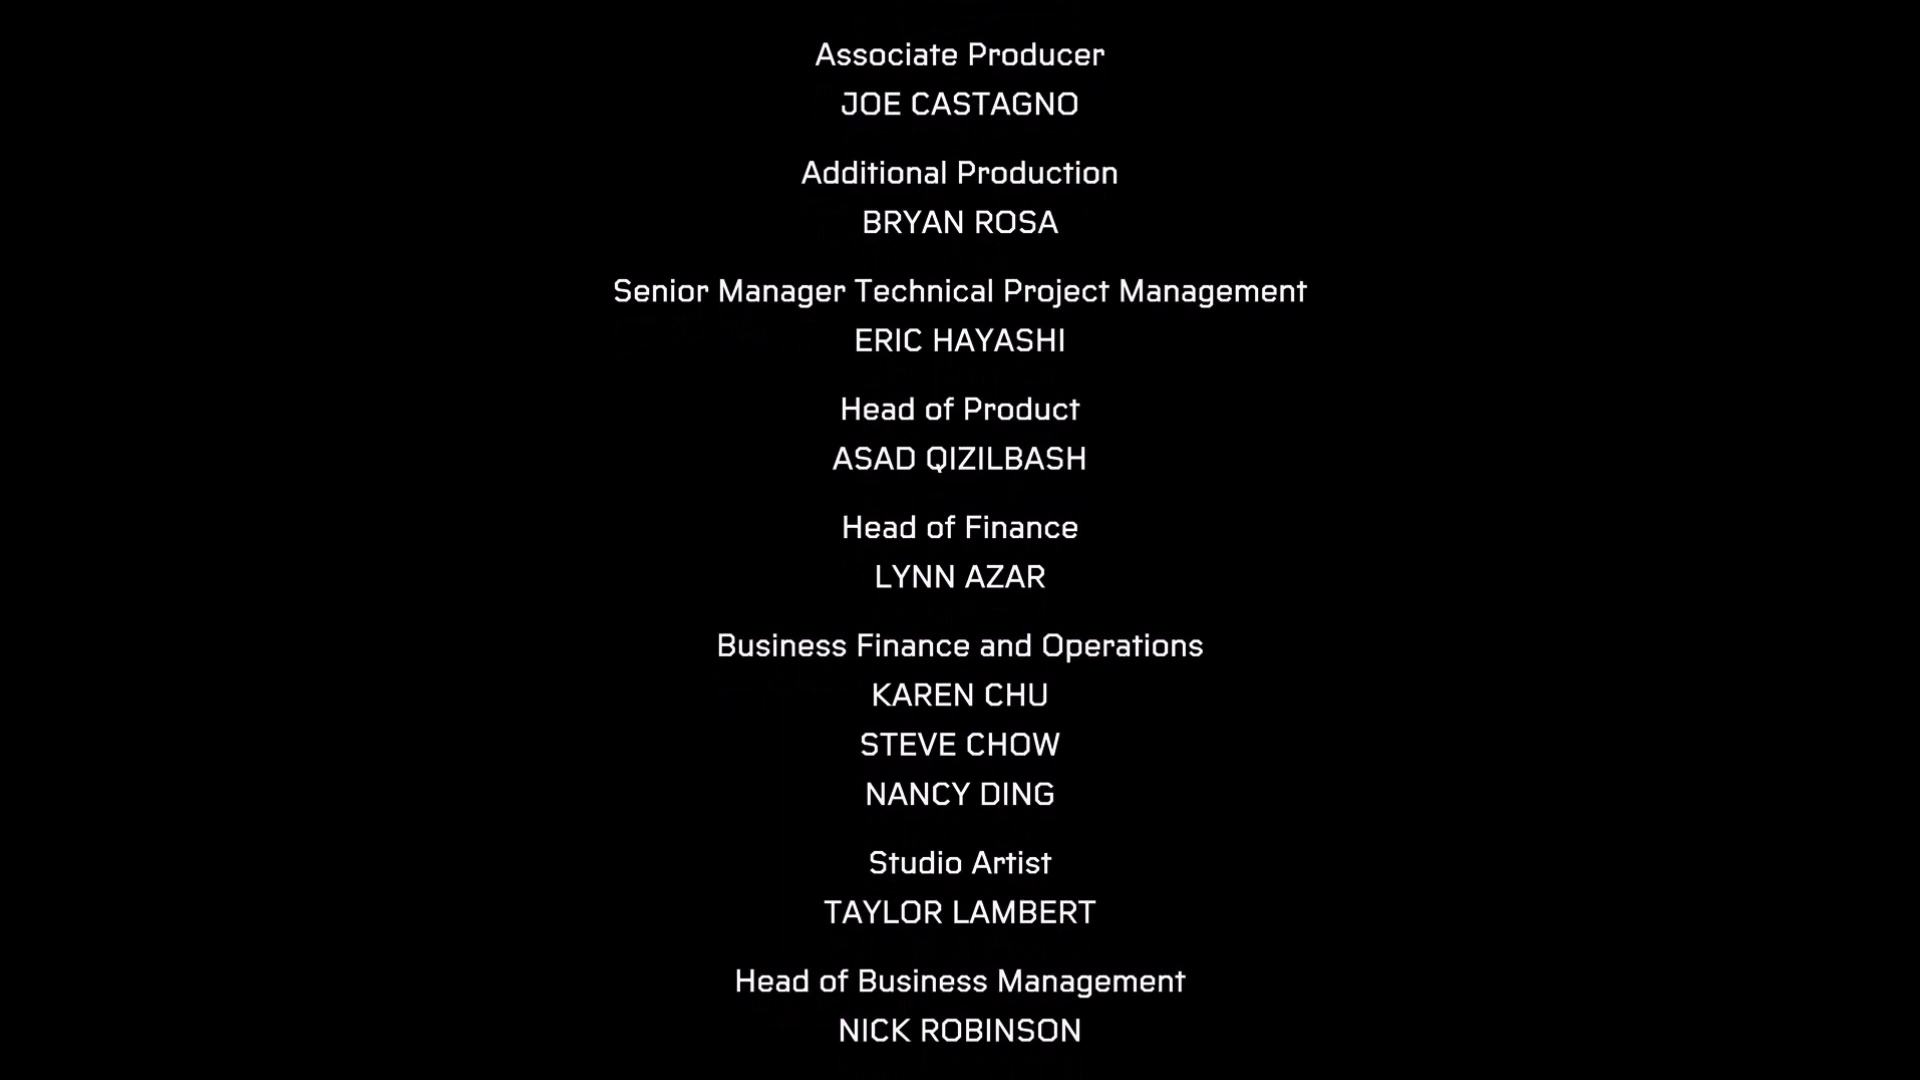 Associate Producer
JOE CASTAGNO
Additional Production
BRYAN ROSA
Senior Manager Technical Project Management
ERIC HAYASHI
Head of Product
ASAD QIZILBASH
Head of Finance
LYNN AZAR
Business Finance and Operations
KAREN CHU
STEVE CHOW
NANCY DING
Studio Artist
TAYLOR LAMBERT
Head of Business Management
NICK ROBINSON